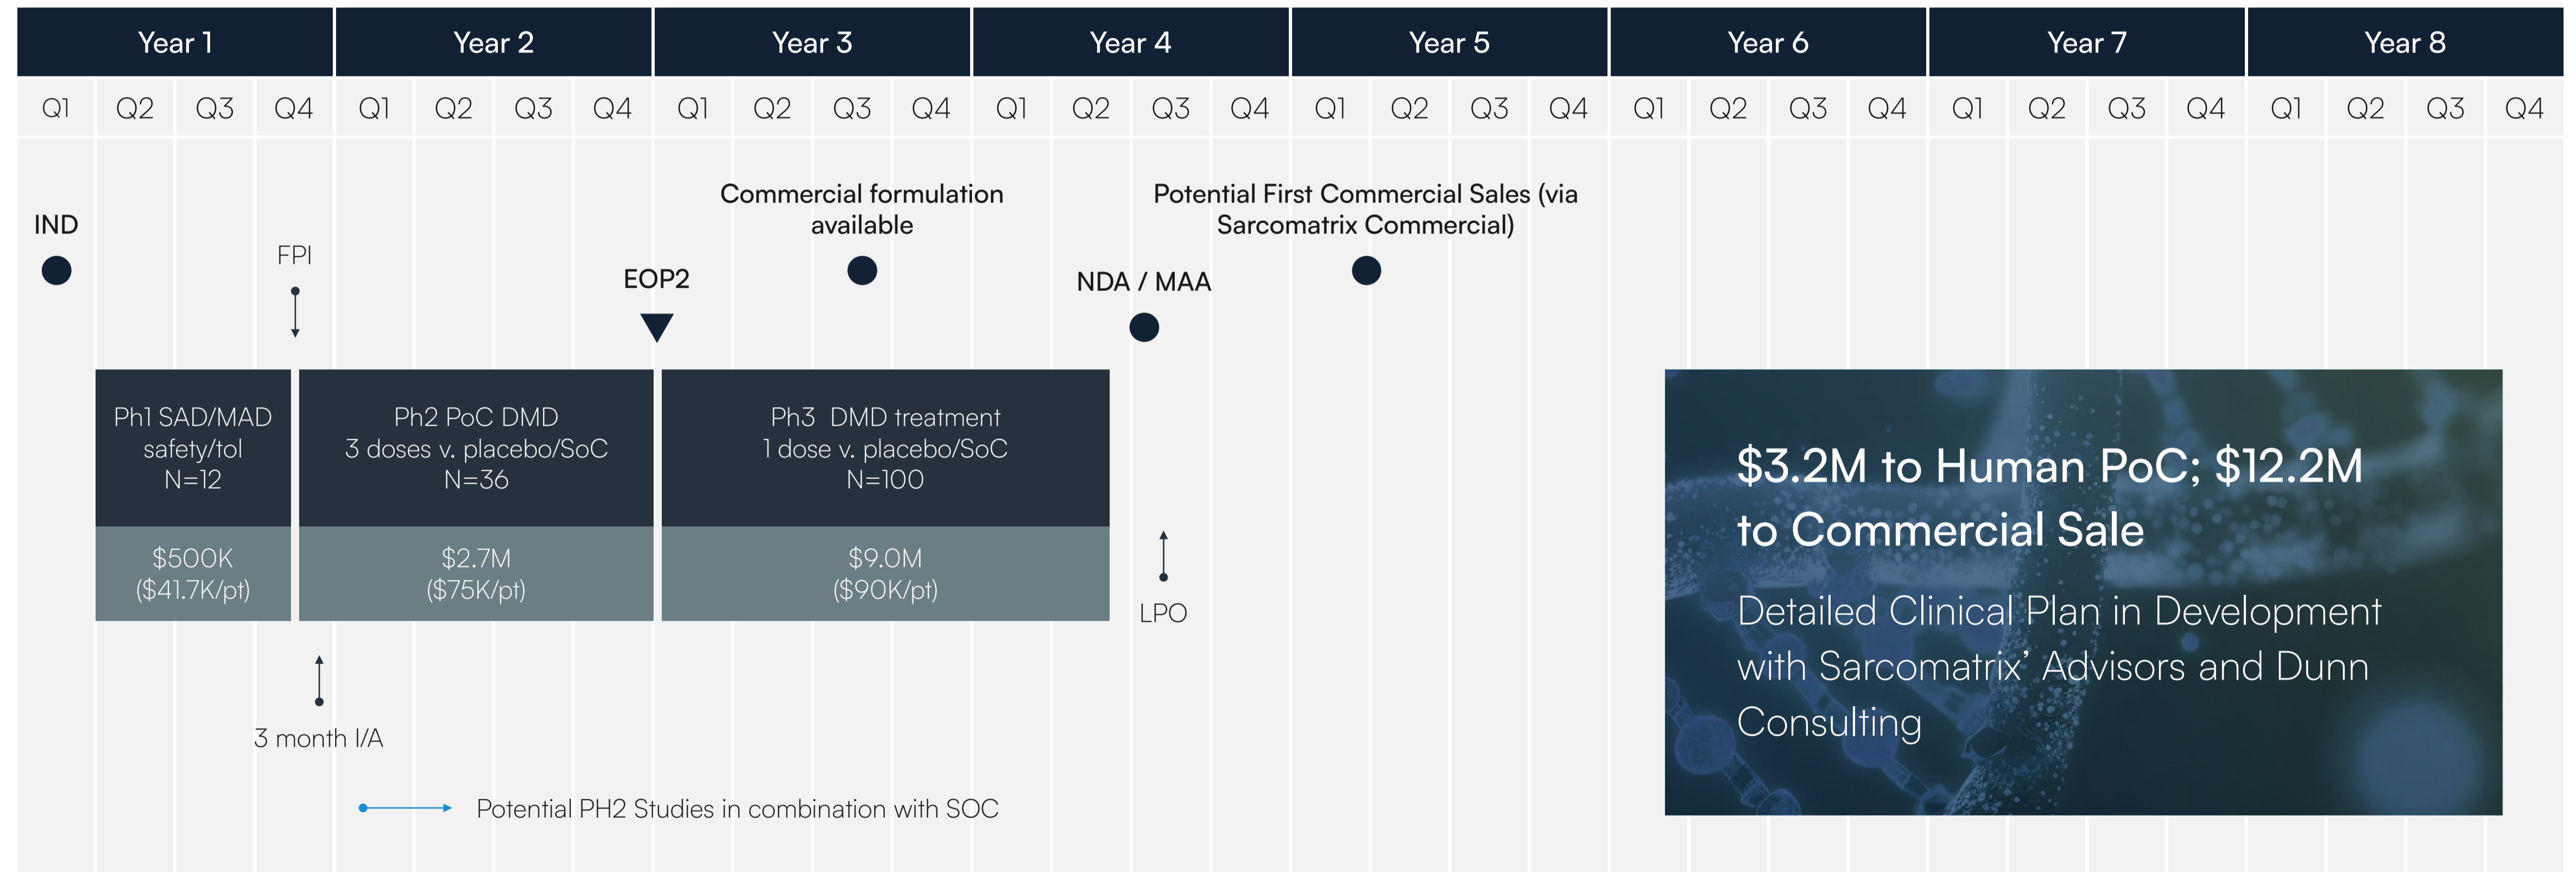 Year 1 Year 2 Year 3 Year 4 Year 5 Year 6 Year 7 Year 8
Q1 Q2 Q3 Q4 Q1 Q2 Q3 Q4 Q1 Q2 Q3 Q4 Q1 Q2 Q3 Q4 Q1 Q2 Q3 Q4 Q1 Q2 Q3 Q4 Q1 Q2 Q3 Q4 Q1 Q2 Q3 Q4
IND
FPI
EOP2
Commercial formulation
available
NDA / MAA
Potential First Commercial Sales (via
Sarcomatrix Commercial)
Ph1 SAD/MAD
safety/tol
N=12
$500K
($41.7K/pt)
Ph2 PoC DMD
3 doses v. placebo/SoC
N=36
$2.7M
($75K/pt)
Ph3 DMD treatment
1 dose v. placebo/SoC
N=100
$9.0M
($90K/pt)
LPO
3 month I/A
Potential PH2 Studies in combination with SOC
$3.2M to Human PoC; $12.2M
to Commercial Sale
Detailed Clinical Plan in Development
with Sarcomatrix’ Advisors and Dunn
Consulting